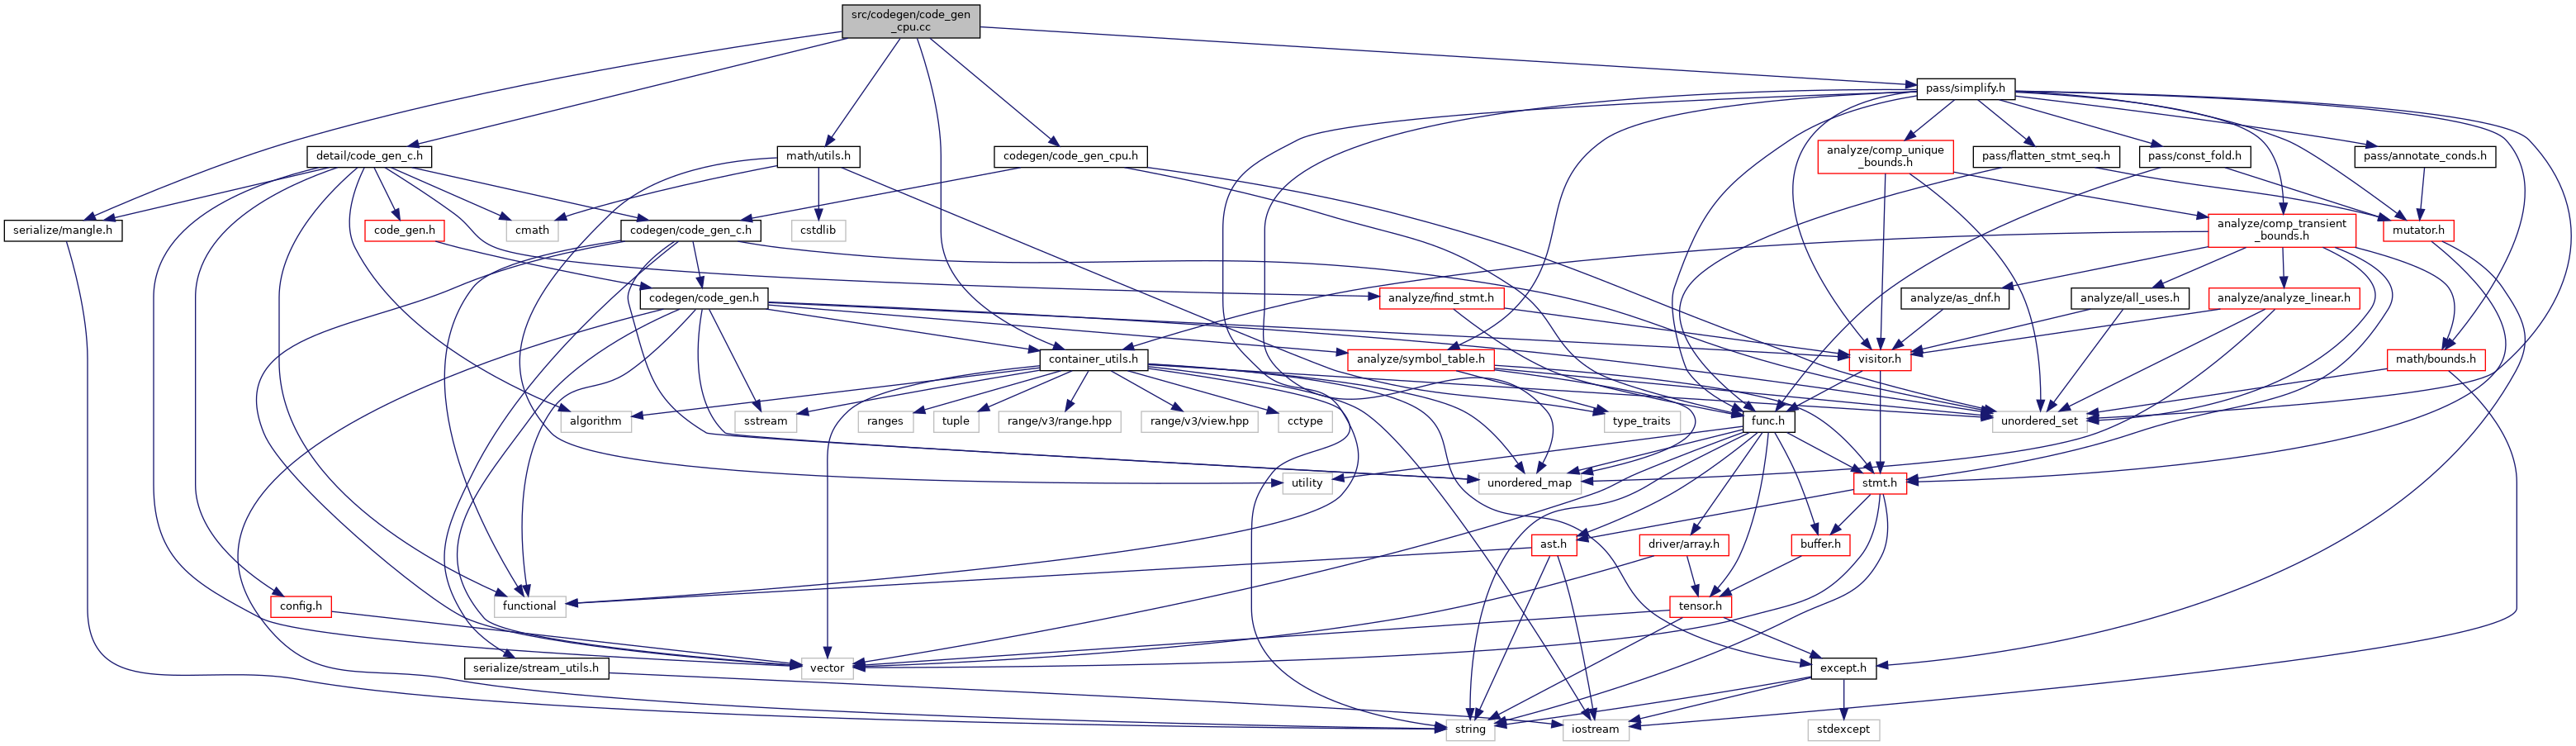 src/codegen/code_gen
_cpu.cc
pass/simplify.h
detail/code_gen_c.h
math/utils.h
codegen/code_gen_cpu.h
analyze/comp_unique
_bounds.h
pass/flatten_stmt_seq.h
pass/const_fold.h
pass/annotate_conds.h
serialize/mangle.h
code_gen.h
cmath
codegen/code_gen_c.h
cstdlib
analyze/comp_transient
_bounds.h
mutator.h
codegen/code_gen.h
analyze/find_stmt.h
analyze/as_dnf.h
analyze/all_uses.h
analyze/analyze_linear.h
container_utils.h
analyze/symbol_table.h
visitor.h
math/bounds.h
algorithm
sstream
ranges
tuple
range/v3/range.hpp
range/v3/view.hpp
cctype
type_traits
func.h
unordered_set
utility
unordered_map
stmt.h
ast.h
driver/array.h
buffer.h
config.h
functional
tensor.h
serialize/stream_utils.h
vector
except.h
string
iostream
stdexcept